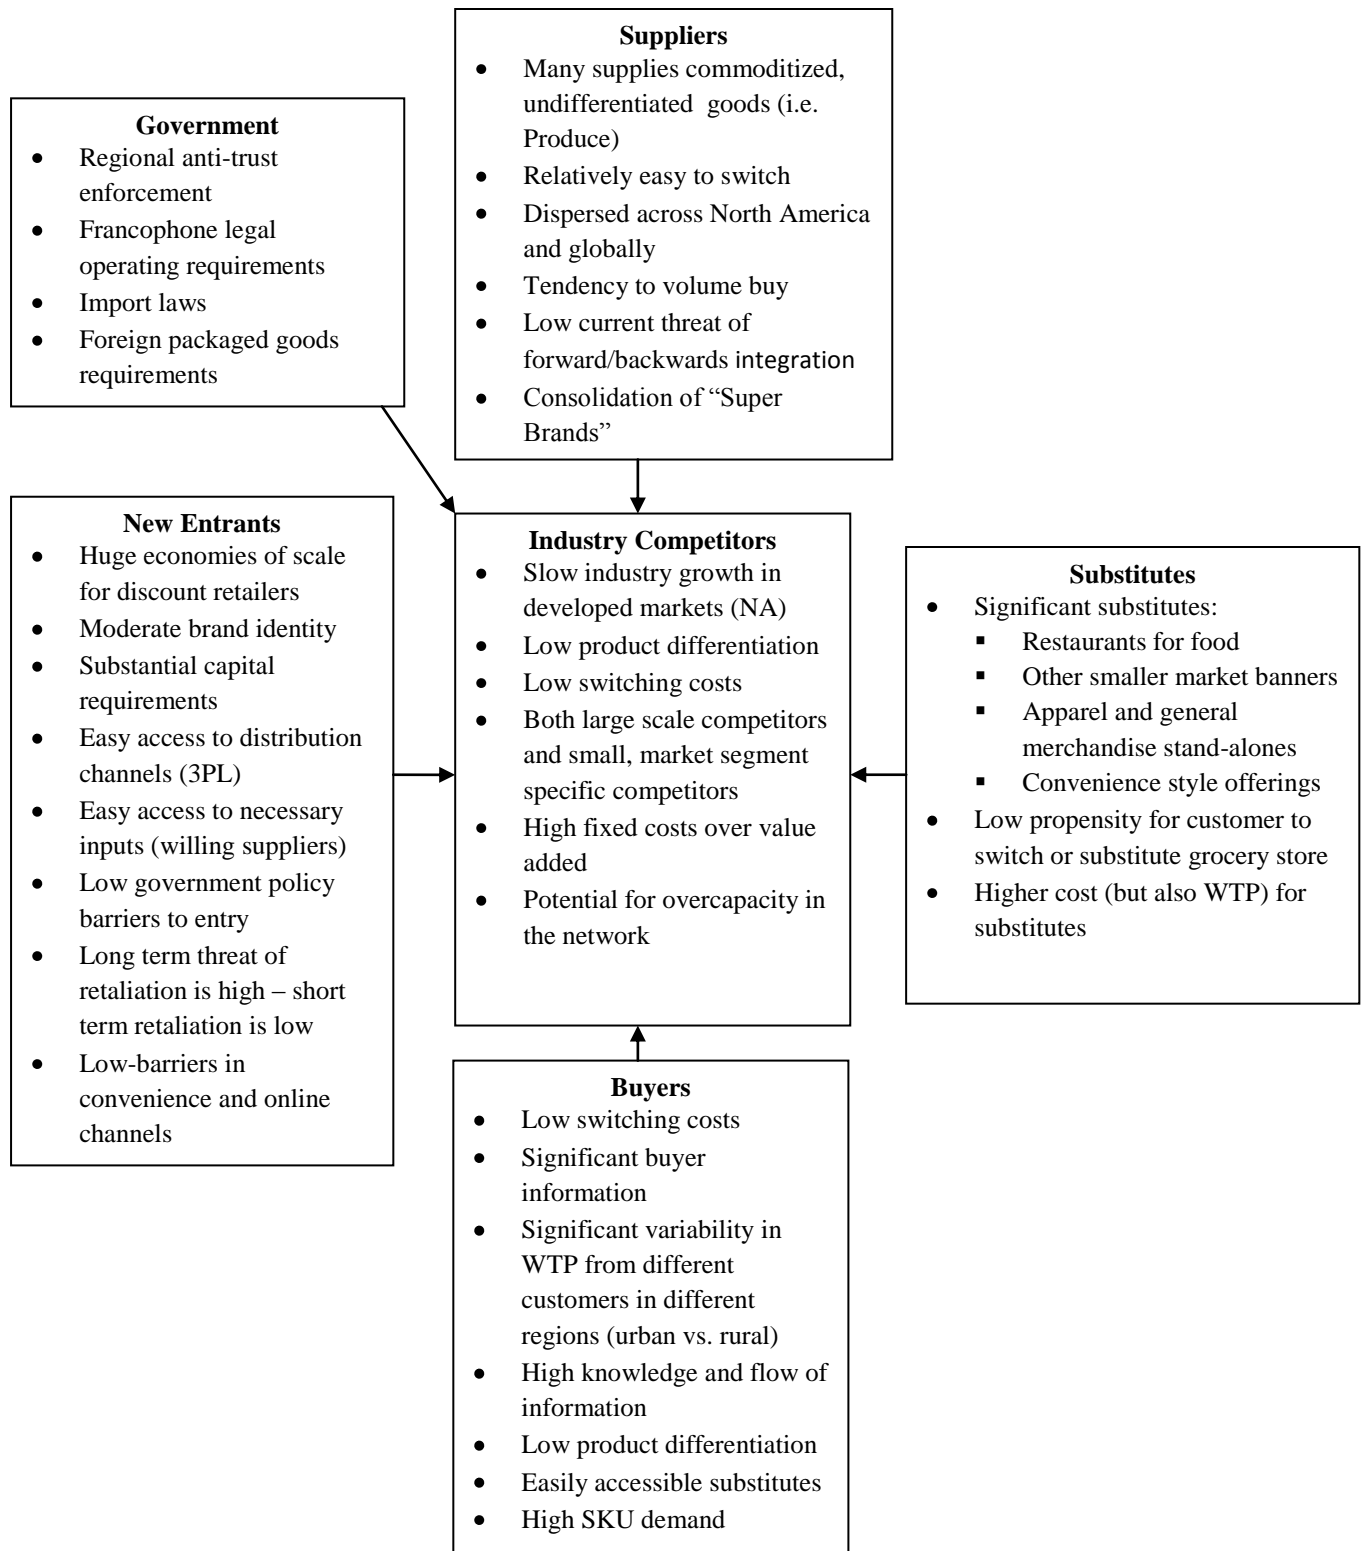 Suppliers
• Many supplies commoditized,
undifferentiated goods (i.e.
Produce)
• Relatively easy to switch
• Dispersed across North America
and globally
• Tendency to volume buy
• Low current threat of
forward/backwards integration
• Consolidation of “Super
Brands”
Government
• Regional anti-trust
enforcement
• Francophone legal
operating requirements
• Import laws
• Foreign packaged goods
requirements
New Entrants
• Huge economies of scale
for discount retailers
• Moderate brand identity
• Substantial capital
requirements
• Easy access to distribution
channels (3PL)
• Easy access to necessary
inputs (willing suppliers)
• Low government policy
barriers to entry
• Long term threat of
retaliation is high – short
term retaliation is low
• Low-barriers in
convenience and online
channels
Industry Competitors
• Slow industry growth in
developed markets (NA)
• Low product differentiation
• Low switching costs
• Both large scale competitors
and small, market segment
specific competitors
• High fixed costs over value
added
• Potential for overcapacity in
the network
Substitutes
• Significant substitutes:
▪ Restaurants for food
▪ Other smaller market banners
▪ Apparel and general
merchandise stand-alones
▪ Convenience style offerings
• Low propensity for customer to
switch or substitute grocery store
• Higher cost (but also WTP) for
substitutes
Buyers
• Low switching costs
• Significant buyer
information
• Significant variability in
WTP from different
customers in different
regions (urban vs. rural)
• High knowledge and flow of
information
• Low product differentiation
• Easily accessible substitutes
• High SKU demand